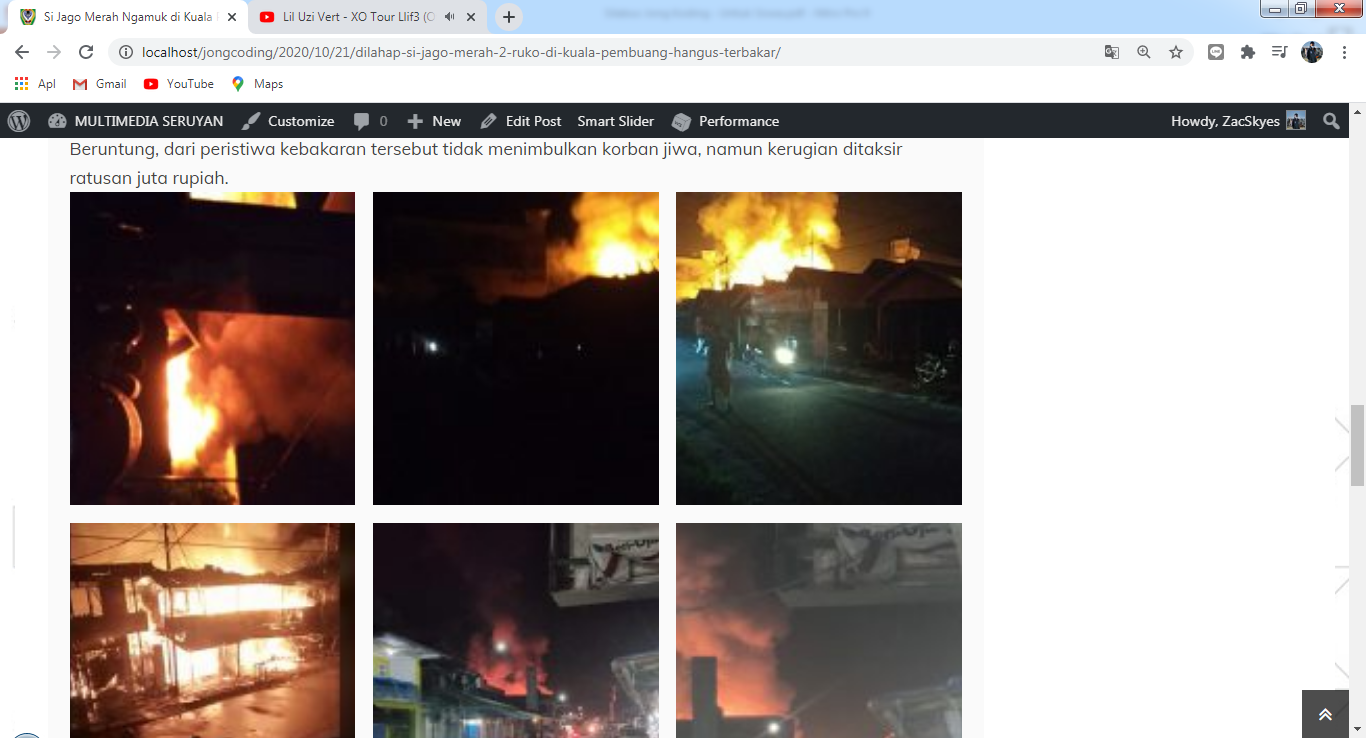 Si Jago Merah Ngamuk di Kuala
Lil Uzi Vert - XO Tour Llif3 (O
localhost/jongcoding/2020/10/21/dilahap-si-jago-merah-2-ruko-di-kuala-pembuang-hangus-terbakar/
Apl Gmail YouTube Maps
MULTIMEDIA SERUYAN Customize 0 New Edit Post Smart Slider Performance Howdy, ZacSkyes
Beruntung, dari peristiwa kebakaran tersebut tidak menimbulkan korban jiwa, namun kerugian ditaksir
ratusan juta rupiah.